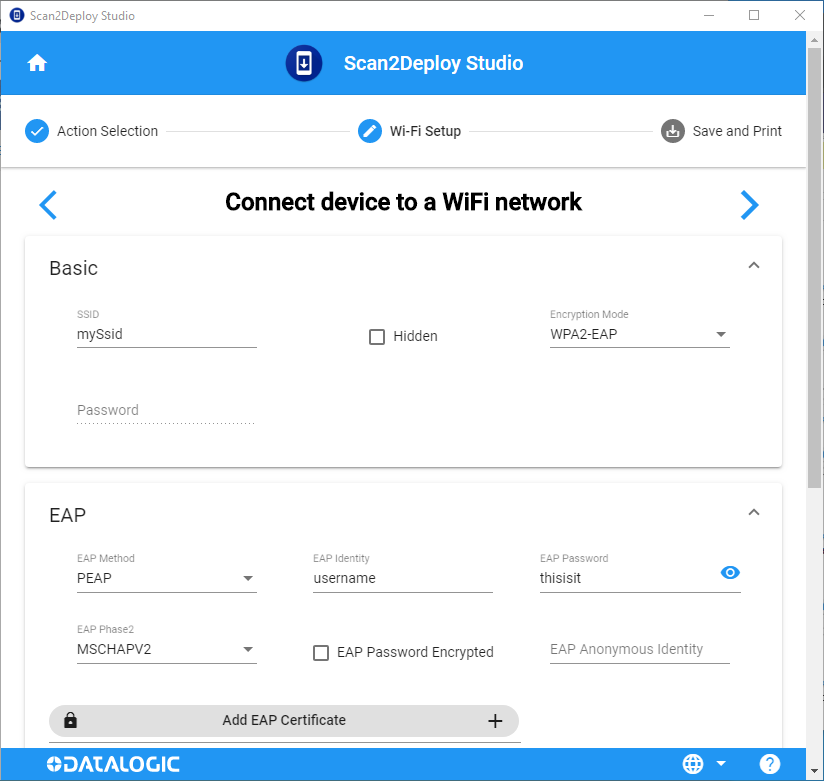 Scan2Deploy Studio
Scan2Deploy Studio
Action Selection Wi-Fi Setup Save and Print
Connect device to a WiFi network
Basic
SSID
mySsid
Hidden
Encryption Mode
WPA2-EAP
Password
EAP
EAP Method
PEAP
EAP Identity
username
EAP Password
thisisit
EAP Phase2
MSCHAPV2
EAP Password Encrypted
EAP Anonymous Identity
Add EAP Certificate +
DATALOGIC
?